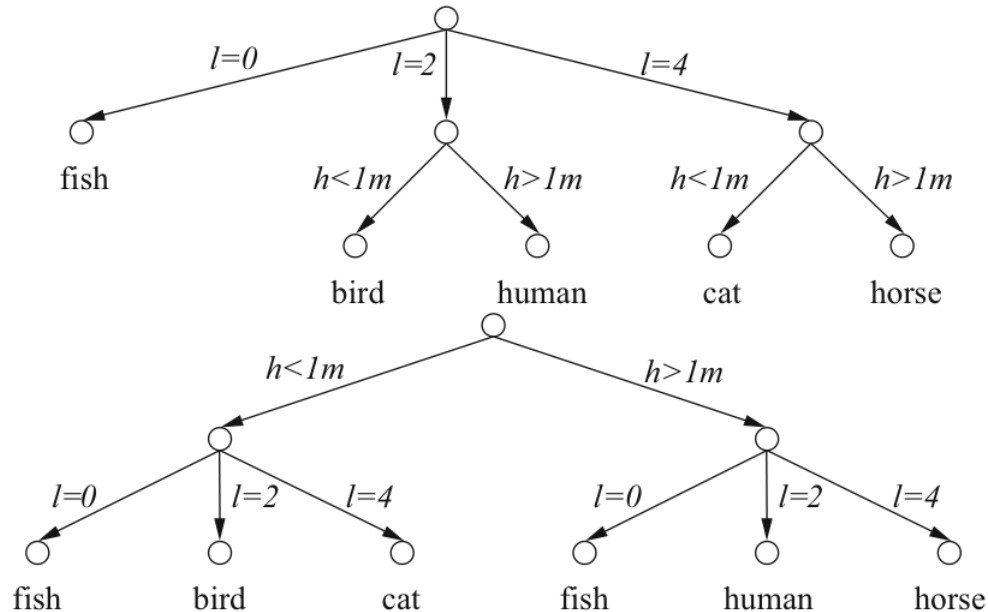 l=0 l=2 l=4
fish
h<1m h>1m h<1m h>1m
bird human cat horse
h<1m h>1m
l=0 l=2 l=4 l=0 l=2 l=4
fish bird cat fish human horse